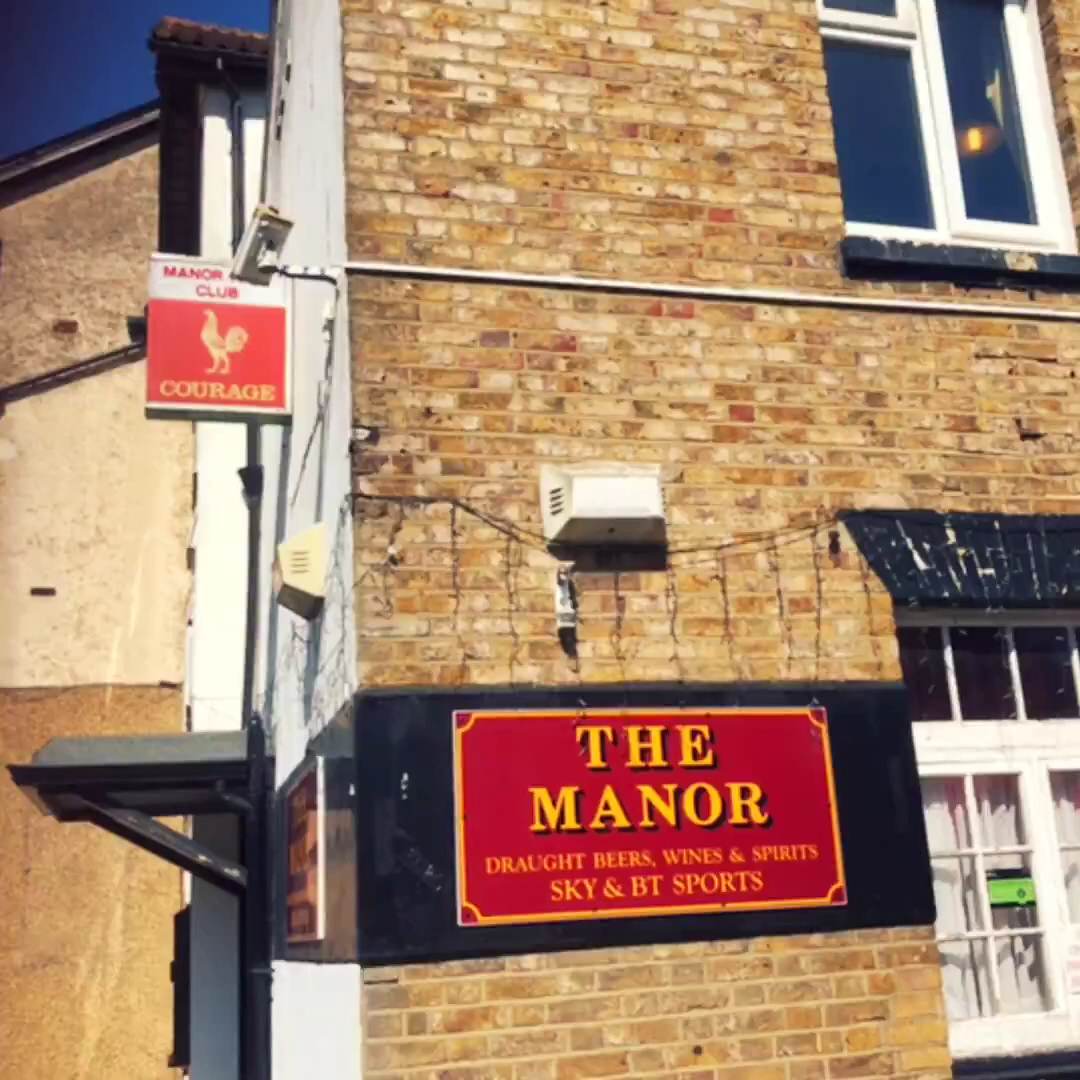 MANOR
CLUB
COURAGE
THE
MANOR
DRAUGHT BEERS, WINES & SPIRITS
SKY & BT SPORTS